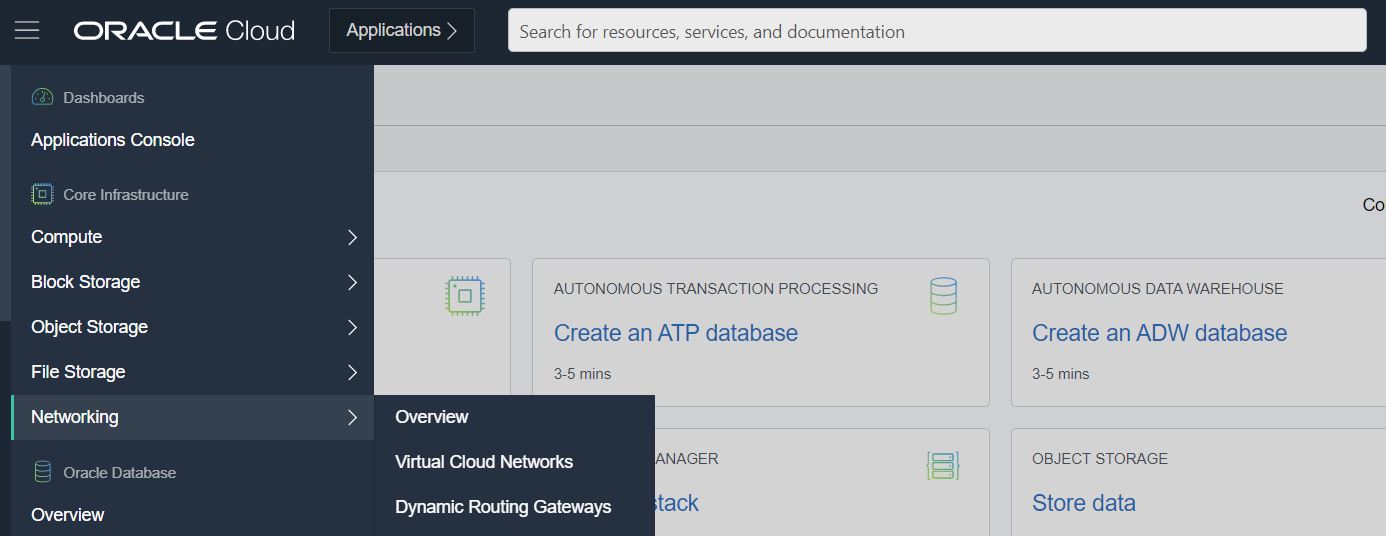 ORACLE Cloud
Applications
Search for resources, services, and documentation
Dashboards
Applications Console
Core Infrastructure
Compute
Block Storage
Object Storage
File Storage
Networking
Oracle Database
Overview
Overview
Virtual Cloud Networks
Dynamic Routing Gateways
Co
AUTONOMOUS TRANSACTION PROCESSING
Create an ATP database
3-5 mins
AUTONOMOUS DATA WAREHOUSE
Create an ADW database
3-5 mins
ANAGER
stack
OBJECT STORAGE
Store data